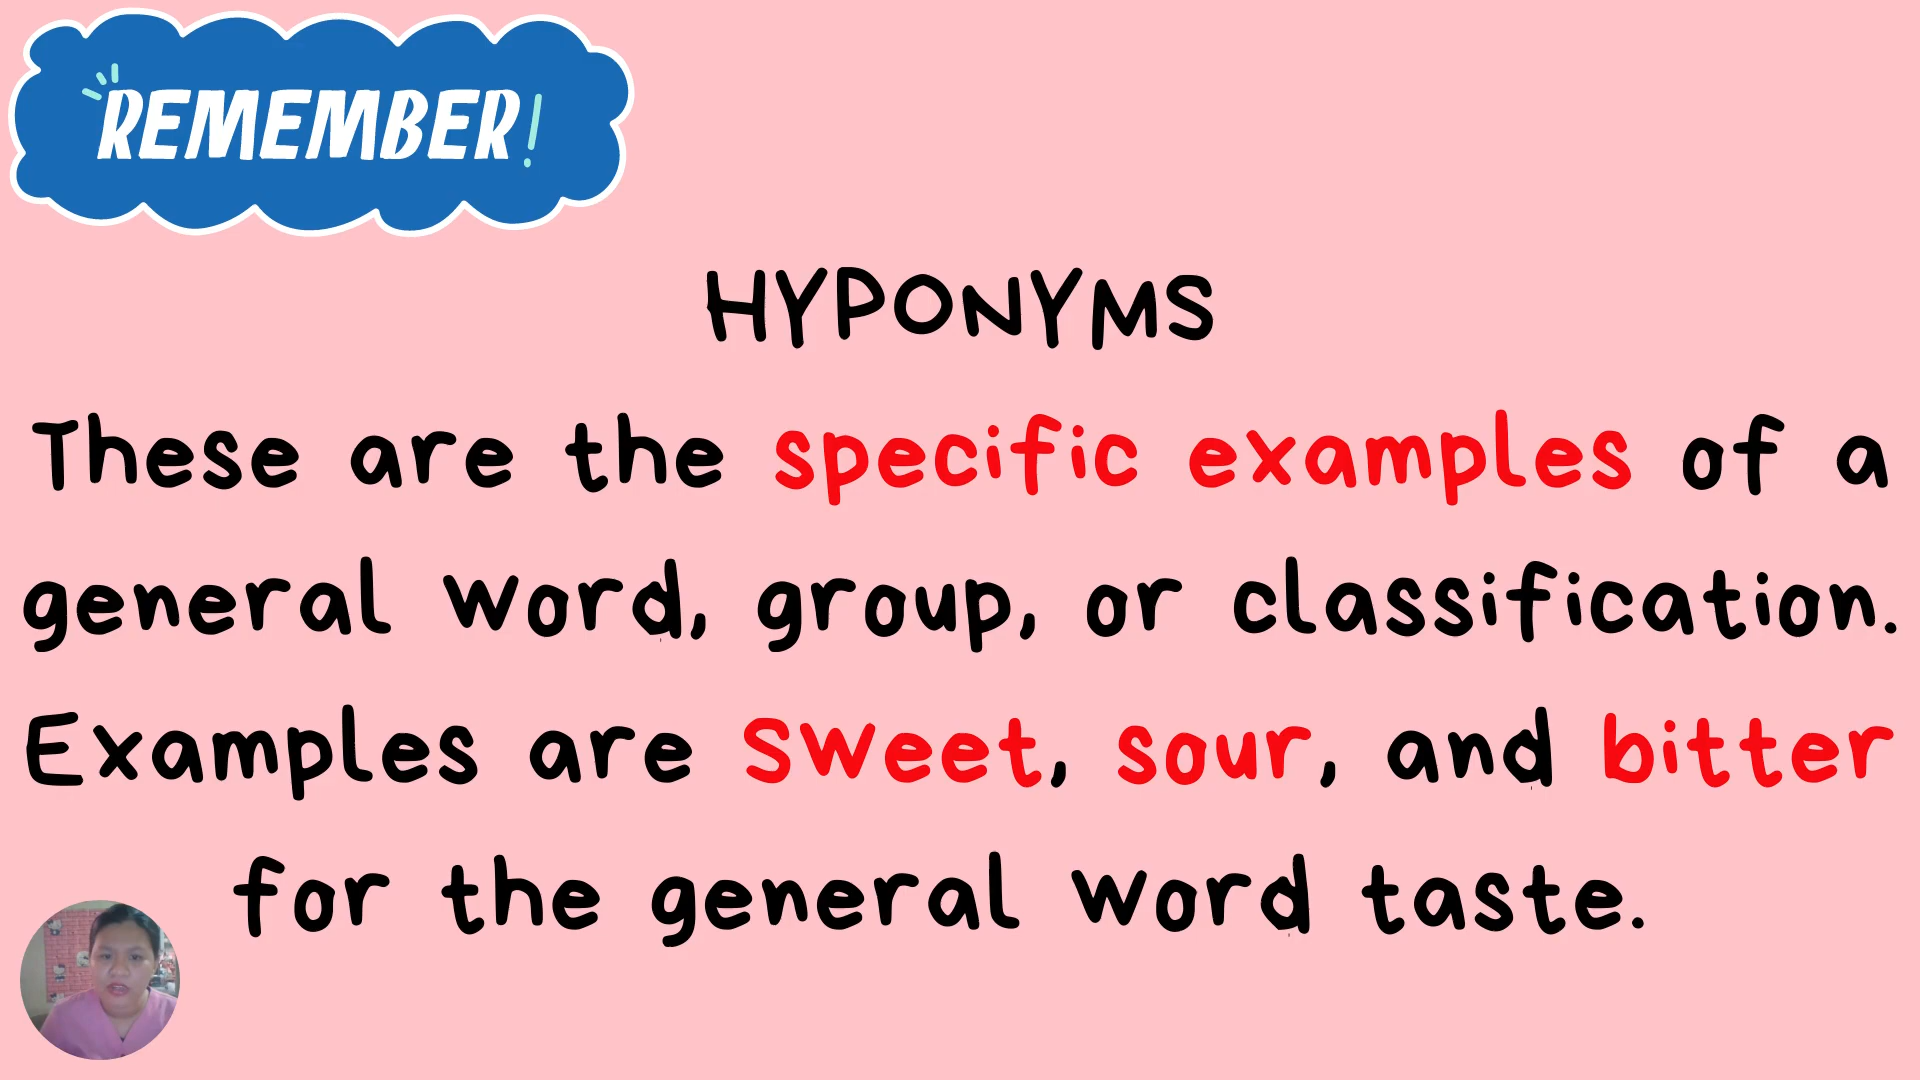 REMEMBER!
HYPONYMS
These are the specific examples of a
general word, group, or classification.
Examples are sweet, sour, and bitter
for the general word taste.